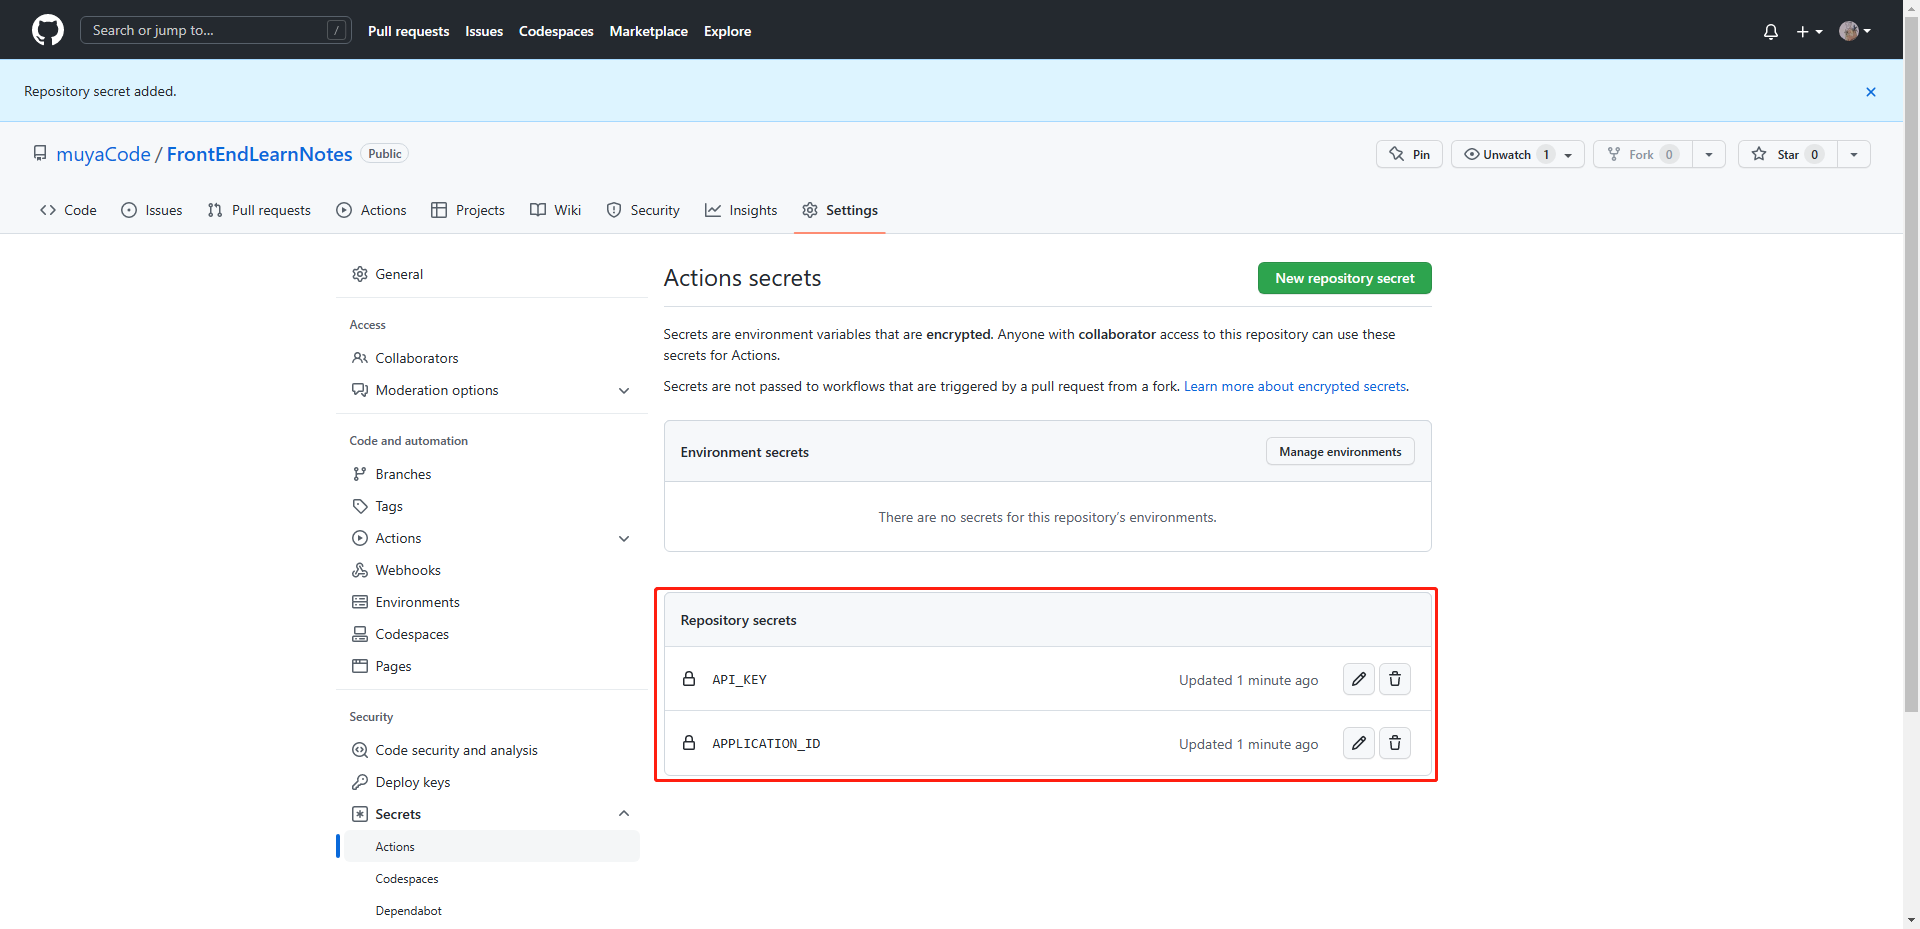 Search or jump to... /
Pull requests Issues Codespaces Marketplace Explore
Repository secret added.
muyaCode / FrontEndLearnNotes Public
Pin Unwatch 1 Fork 0 Star 0
Code Issues Pull requests Actions Projects Wiki Security Insights Settings
General
Access
Collaborators
Moderation options
Code and automation
Branches
Tags
Actions
Webhooks
Environments
Codespaces
Pages
Security
Code security and analysis
Deploy keys
Secrets
Actions
Codespaces
Dependabot
Actions secrets
New repository secret
Secrets are environment variables that are encrypted. Anyone with collaborator access to this repository can use these
secrets for Actions.
Secrets are not passed to workflows that are triggered by a pull request from a fork. Learn more about encrypted secrets.
Environment secrets
Manage environments
There are no secrets for this repository’s environments.
Repository secrets
API_KEY Updated 1 minute ago
APPLICATION_ID Updated 1 minute ago